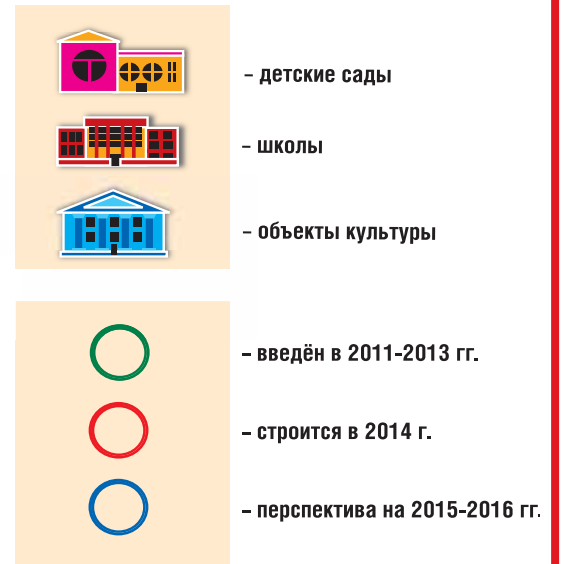 – детские сады
– школы
– объекты культуры
– введён в 2011-2013 гг.
– строится в 2014 г.
– перспектива на 2015-2016 гг.